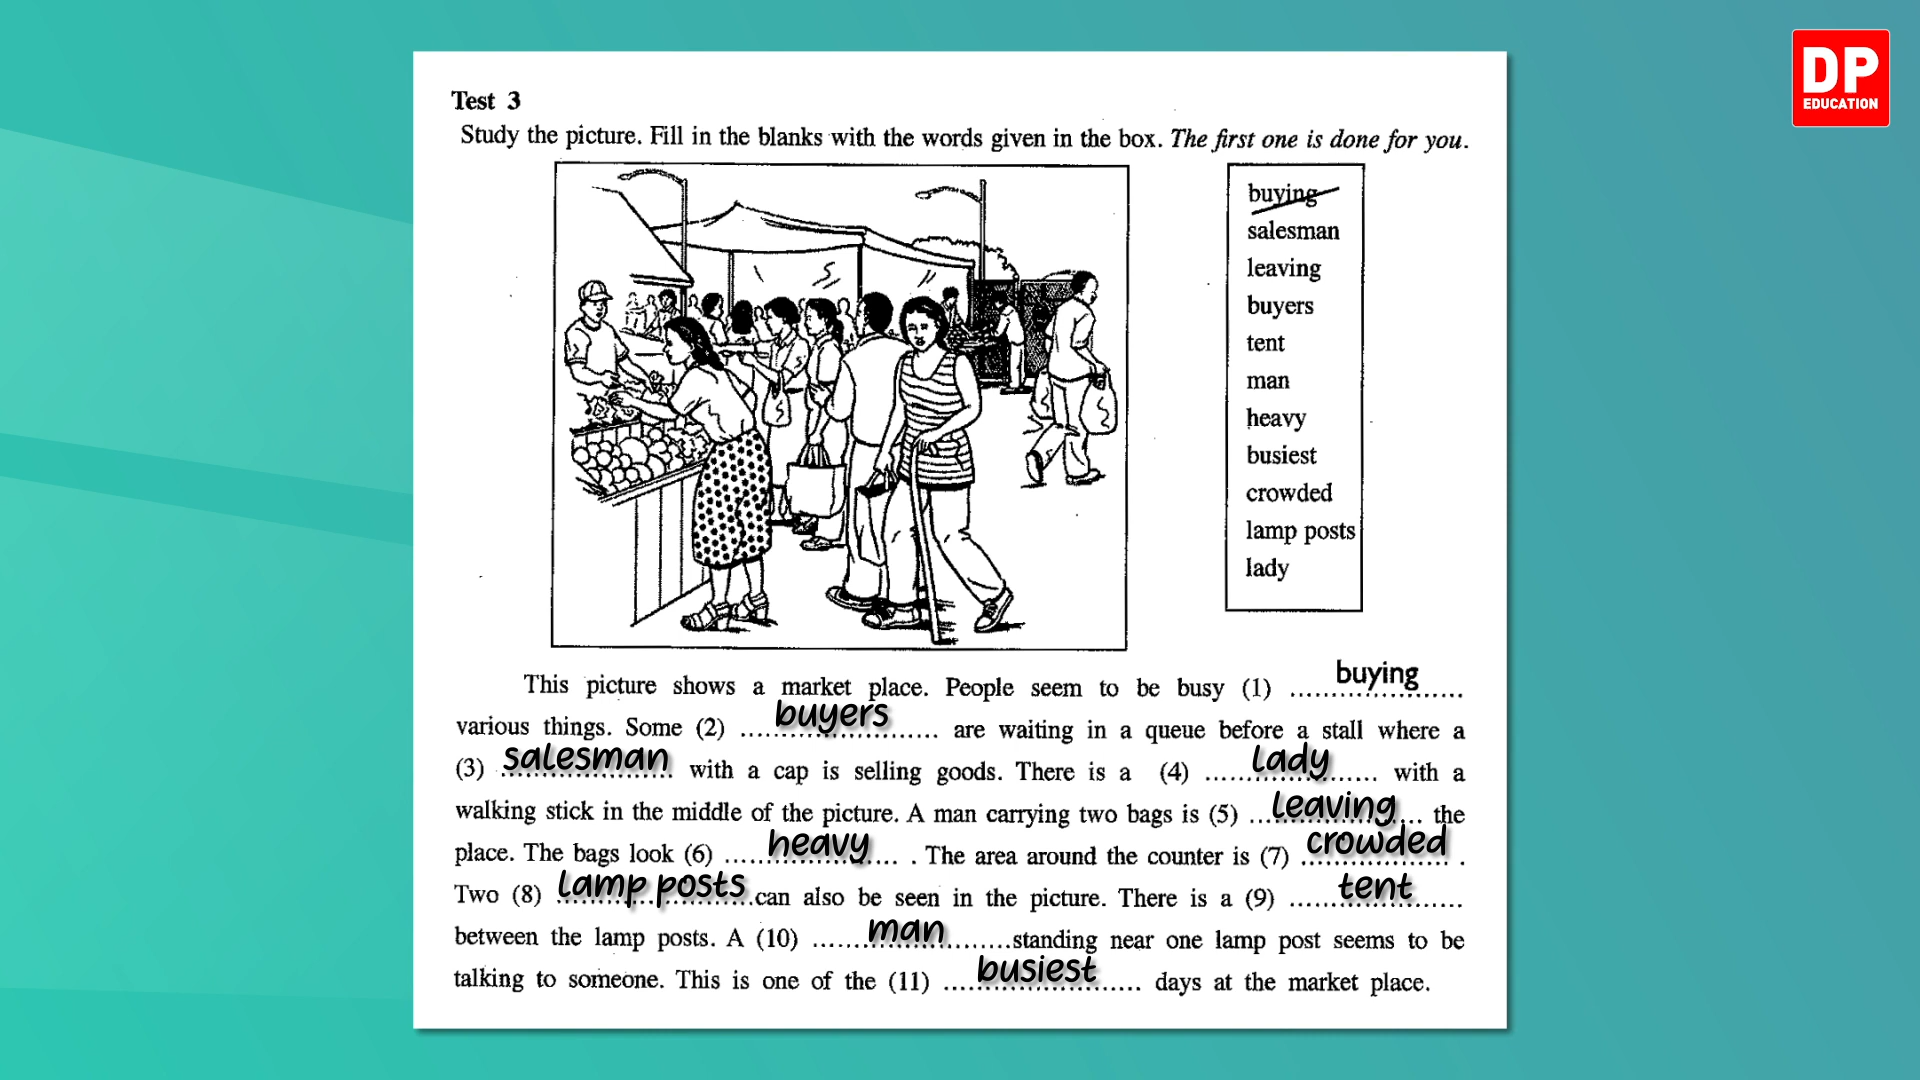 DP
EDUCATION
Test 3
Study the picture. Fill in the blanks with the words given in the box. The first one is done for you.
buying
salesman
leaving
buyers
tent
man
heavy
busiest
crowded
lamp posts
lady
This picture shows a market place. People seem to be busy (1) buying
various things. Some (2) buyers are waiting in a queue before a stall where a
(3) salesman with a cap is selling goods. There is a (4) lady with a
walking stick in the middle of the picture. A man carrying two bags is (5) leaving the
place. The bags look (6) heavy . The area around the counter is (7) crowded .
Two (8) lamp posts can also be seen in the picture. There is a (9) tent
between the lamp posts. A (10) man standing near one lamp post seems to be
talking to someone. This is one of the (11) busiest days at the market place.